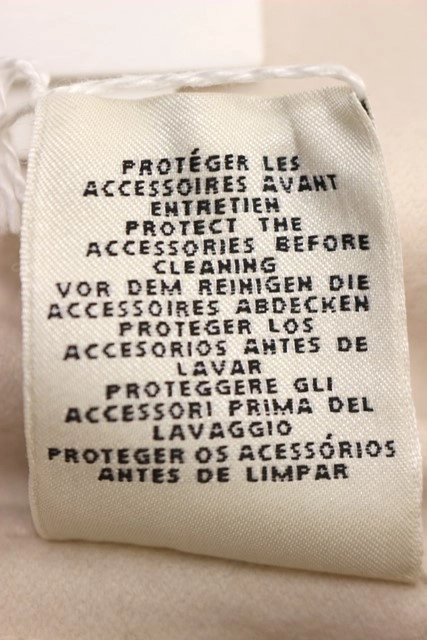 PROTÉGER LES
ACCESSOIRES AVANT
ENTRETIEN
PROTECT THE
ACCESSORIES BEFORE
CLEANING
VOR DEM REINIGEN DIE
ACCESSOIRES ABDECKEN
PROTEGER LOS
ACCESORIOS ANTES DE
LAVAR
PROTEGGERE GLI
ACCESSORI PRIMA DEL
LAVAGGIO
PROTEGER OS ACESSÓRIOS
ANTES DE LIMPAR